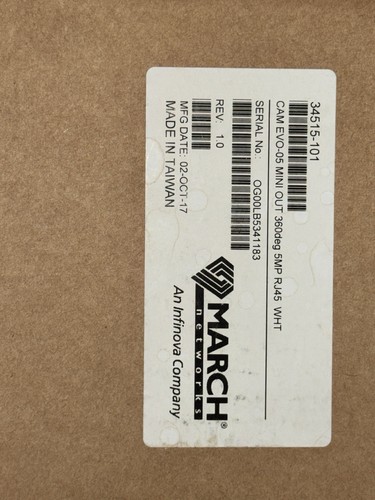 34515-101
CAM EVO-05 MINI OUT 360deg 5MP RJ45 WHT
SERIAL No.: OG00LB5341183
REV: 1.0
MFG DATE: 02-OCT-17
MADE IN TAIWAN
MARCH®
networks
An Infinova Company